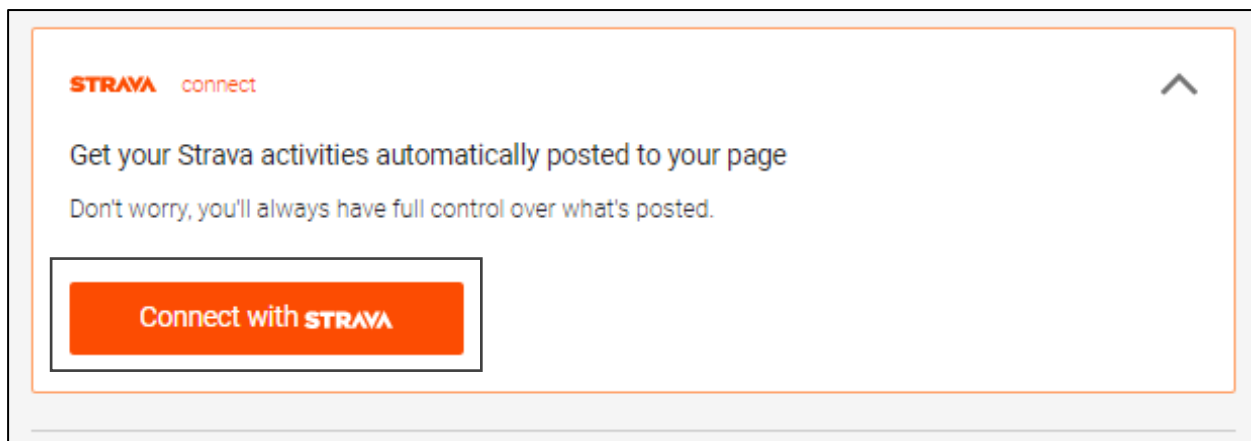 STRAVA connect
Get your Strava activities automatically posted to your page
Don't worry, you'll always have full control over what's posted.
Connect with STRAVA